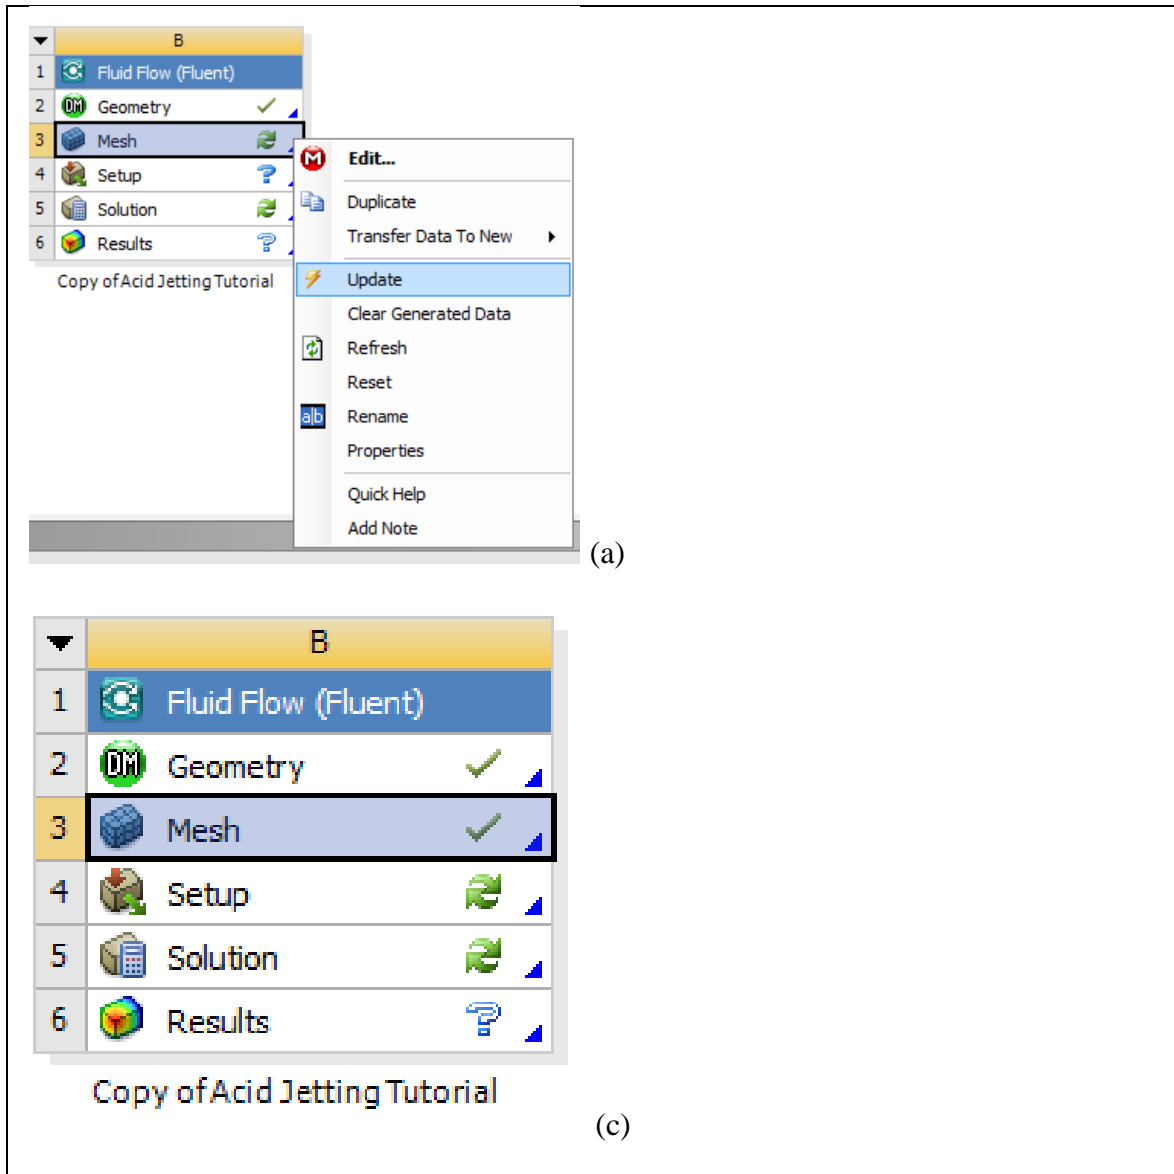 B
1 Fluid Flow (Fluent)
2 DM Geometry
3 Mesh
4 Setup ?
5 Solution
6 Results ?
Copy of Acid Jetting Tutorial
M Edit...
Duplicate
Transfer Data To New
Update
Clear Generated Data
Refresh
Reset
a|b Rename
Properties
Quick Help
Add Note
(a)
B
1 Fluid Flow (Fluent)
2 DM Geometry
3 Mesh
4 Setup
5 Solution
6 Results ?
Copy of Acid Jetting Tutorial
(c)